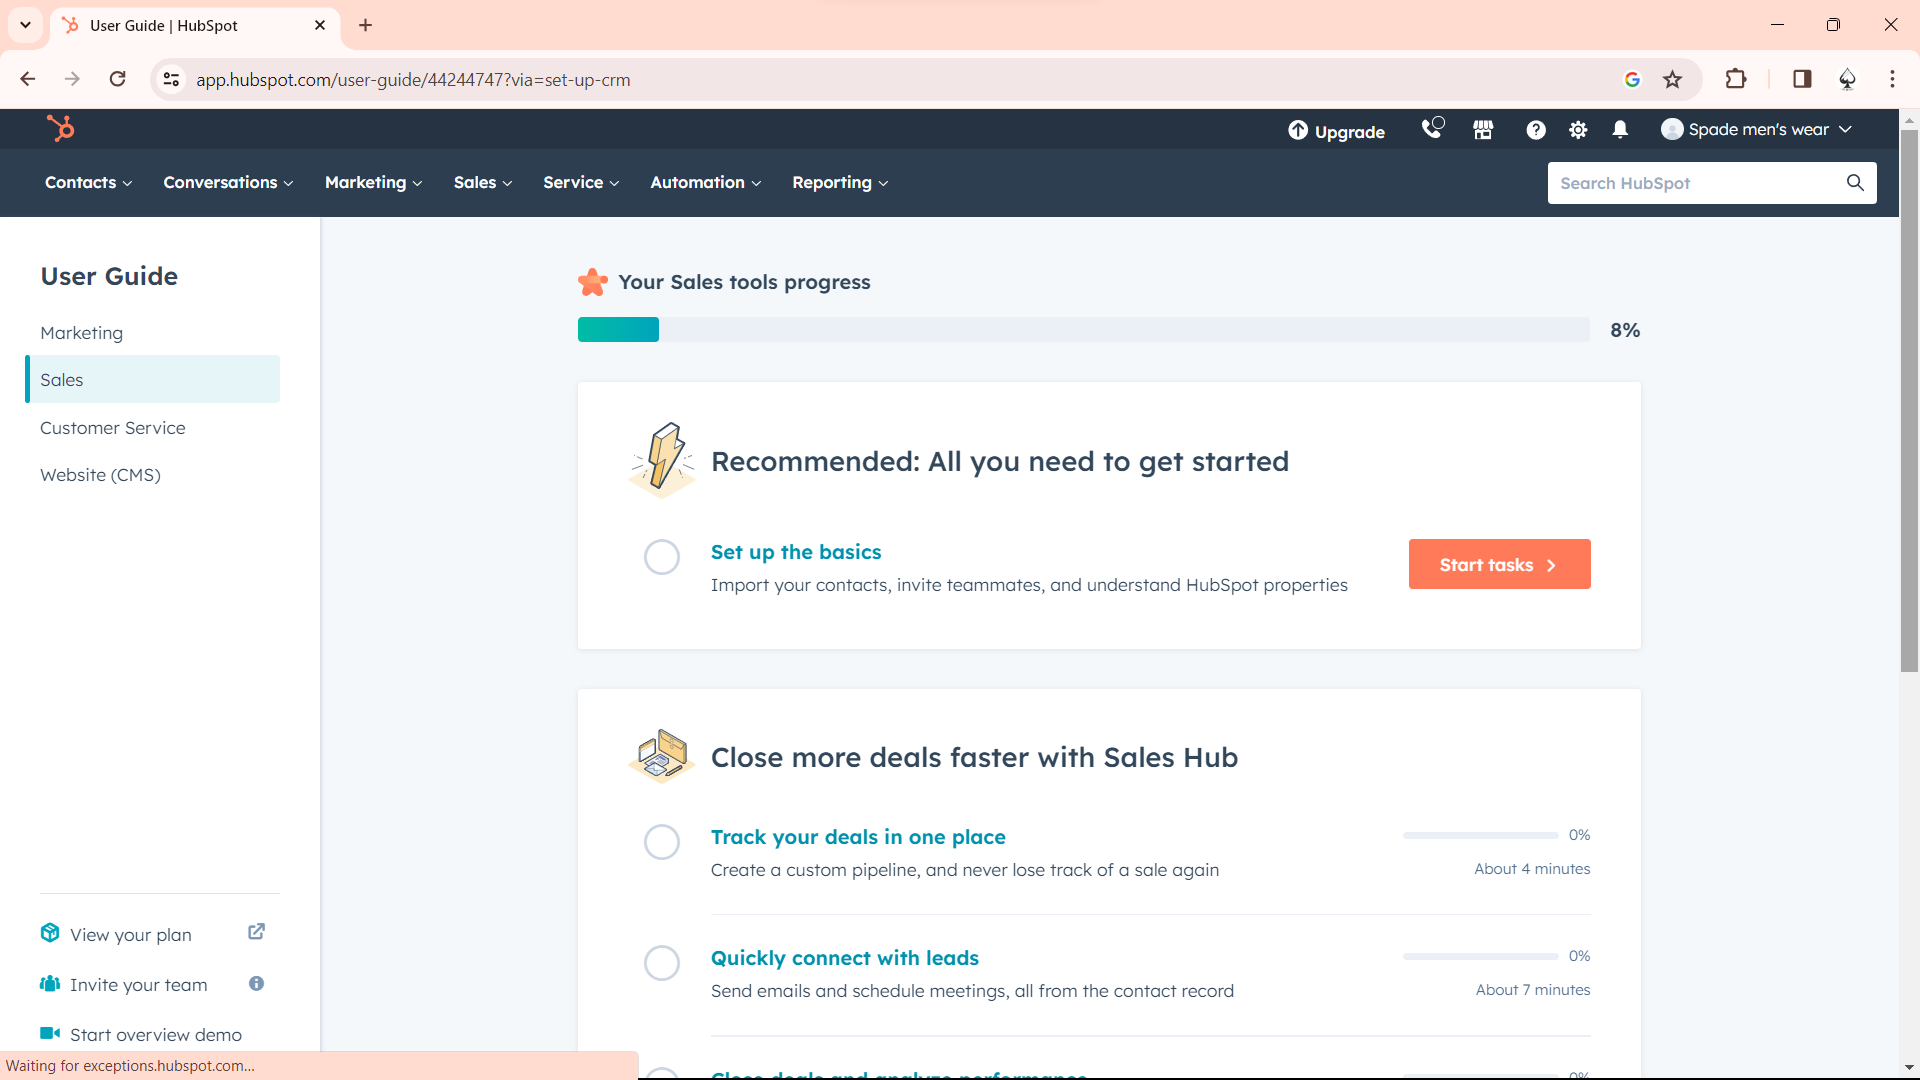 User Guide | HubSpot
app.hubspot.com/user-guide/44244747?via=set-up-crm
Upgrade
Spade men's wear
Contacts
Conversations
Marketing
Sales
Service
Automation
Reporting
Search HubSpot
User Guide
Marketing
Sales
Customer Service
Website (CMS)
View your plan
Invite your team
Start overview demo
Your Sales tools progress
8%
Recommended: All you need to get started
Set up the basics
Import your contacts, invite teammates, and understand HubSpot properties
Start tasks
Close more deals faster with Sales Hub
Track your deals in one place
0%
Create a custom pipeline, and never lose track of a sale again
About 4 minutes
Quickly connect with leads
0%
Send emails and schedule meetings, all from the contact record
About 7 minutes
Close deals and analyze performance
0%
Waiting for exceptions.hubspot.com...